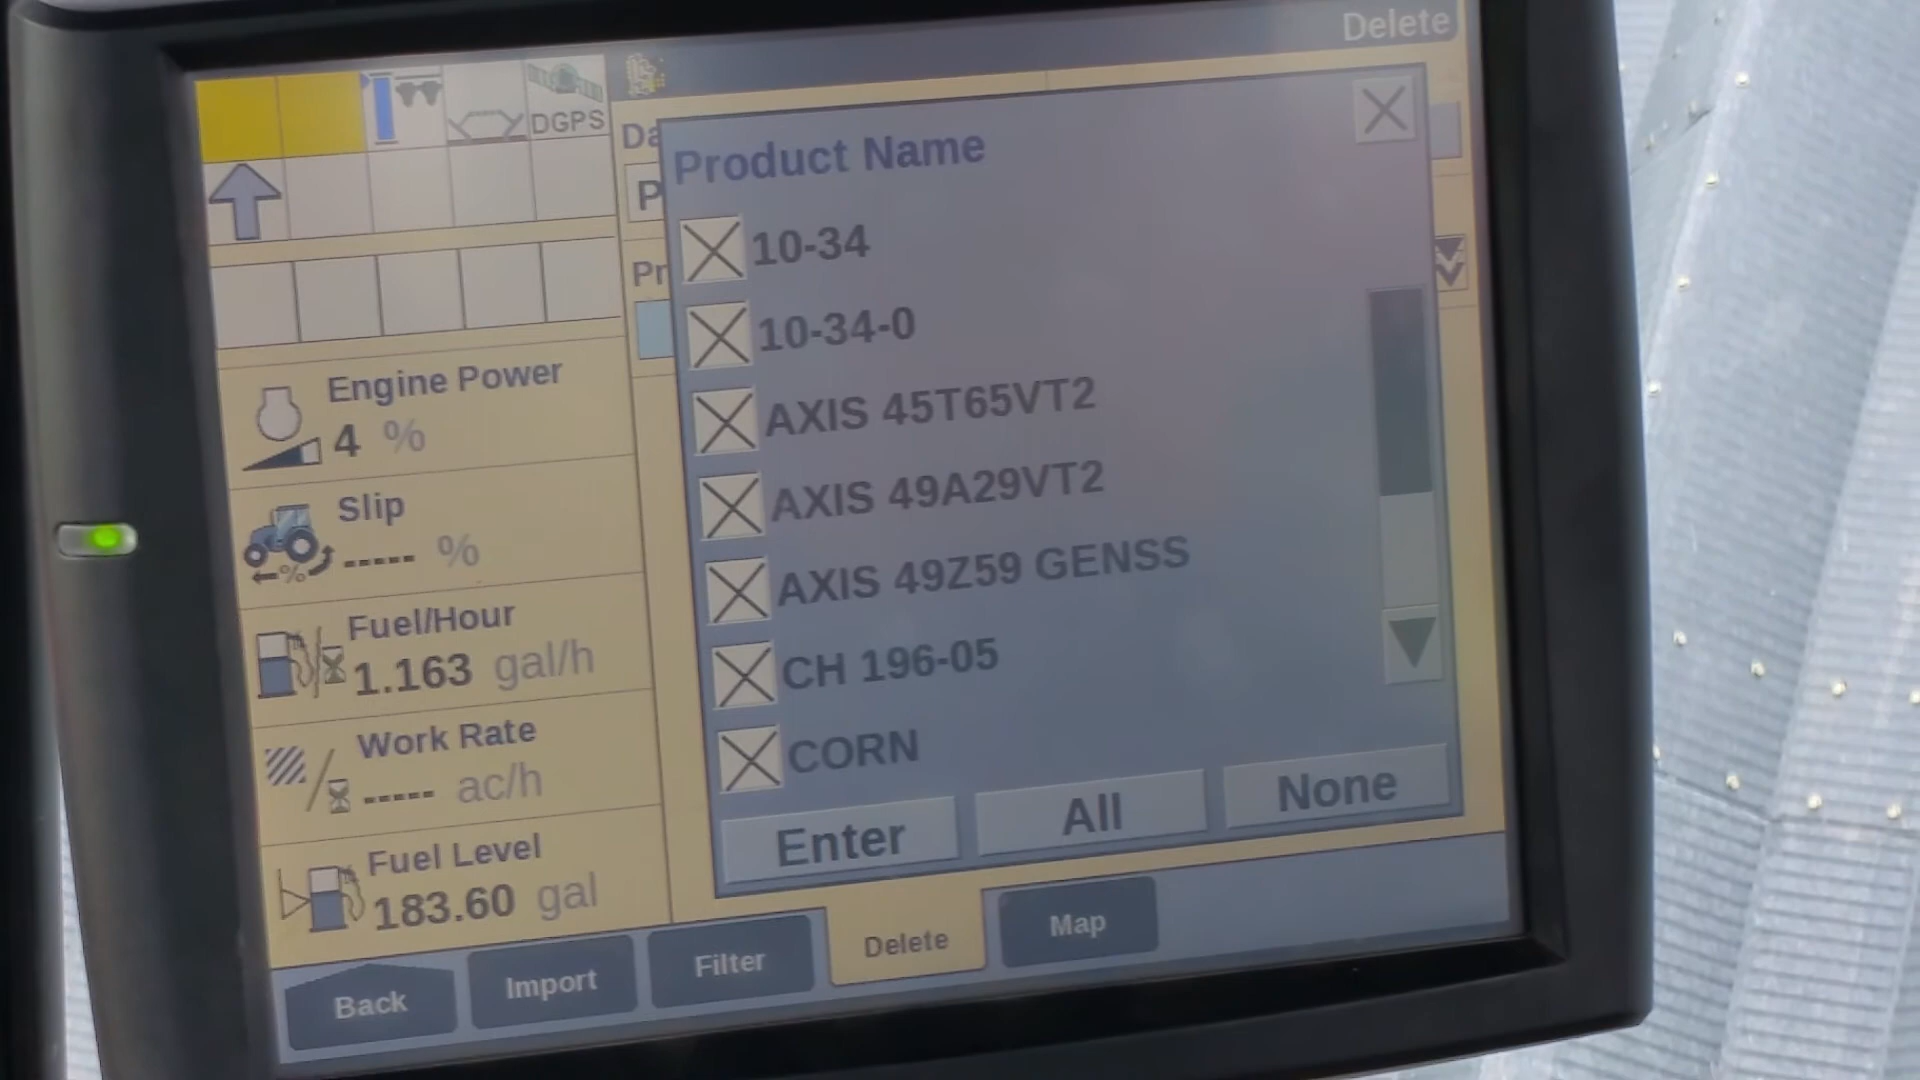 Delete
DGPS
Da
P
Pr
Product Name
10-34
10-34-0
AXIS 45T65VT2
AXIS 49A29VT2
AXIS 49Z59 GENSS
CH 196-05
CORN
Enter
All
None
Engine Power
4 %
Slip
----- %
←%
Fuel/Hour
1.163 gal/h
Work Rate
----- ac/h
Fuel Level
183.60 gal
Back
Import
Filter
Delete
Map